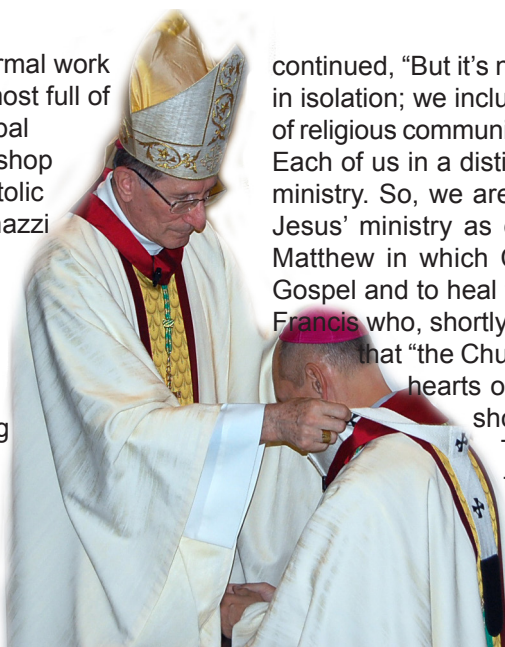 rmal work
most full of
shop
tolic
continued, “But it’s
in isolation; we inclu
of religious communi
Each of us in a disti
ministry. So, we are
Jesus’ ministry as
Matthew in which
Gospel and to heal
Francis who, shortly
that “the Chu
hearts o